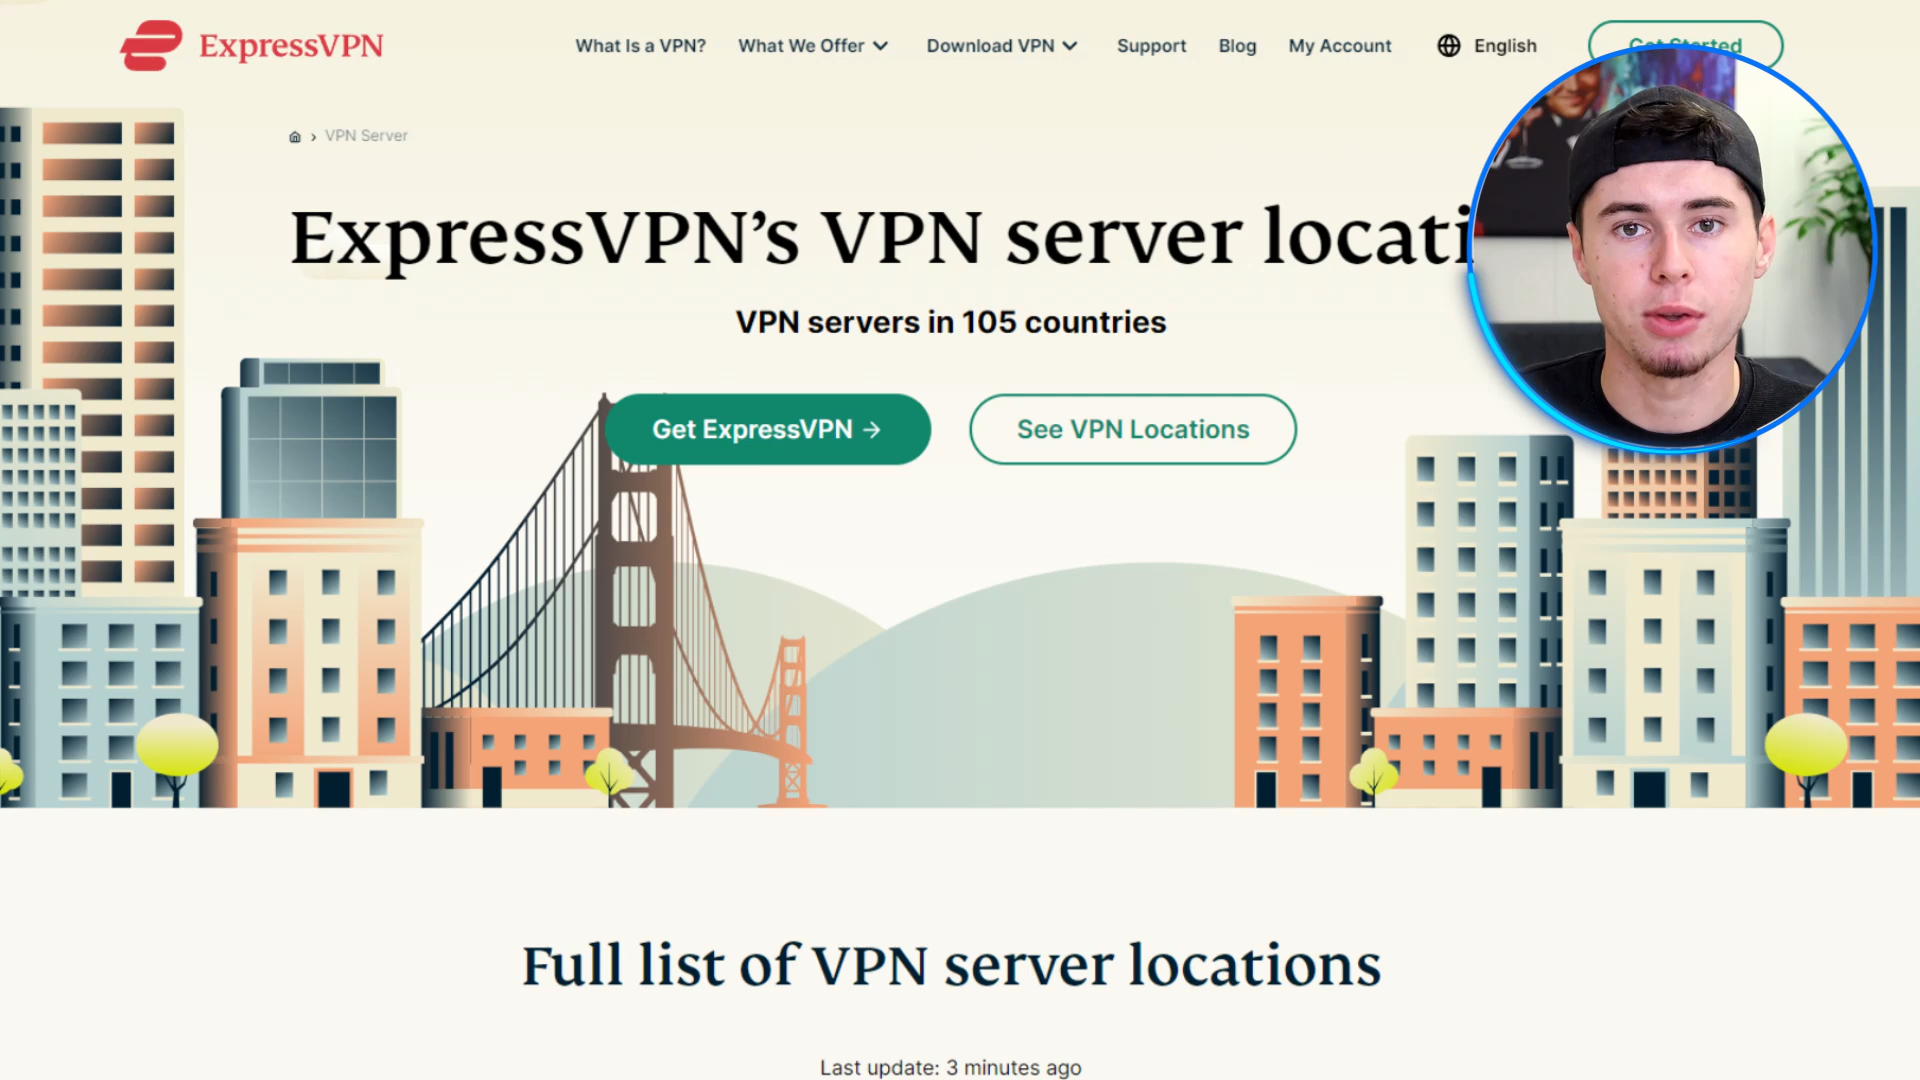 ExpressVPN
What Is a VPN?
What We Offer
Download VPN
Support
Blog
My Account
English
Get Started
VPN Server
ExpressVPN's VPN server locati
VPN servers in 105 countries
Get ExpressVPN →
See VPN Locations
Full list of VPN server locations
Last update: 3 minutes ago